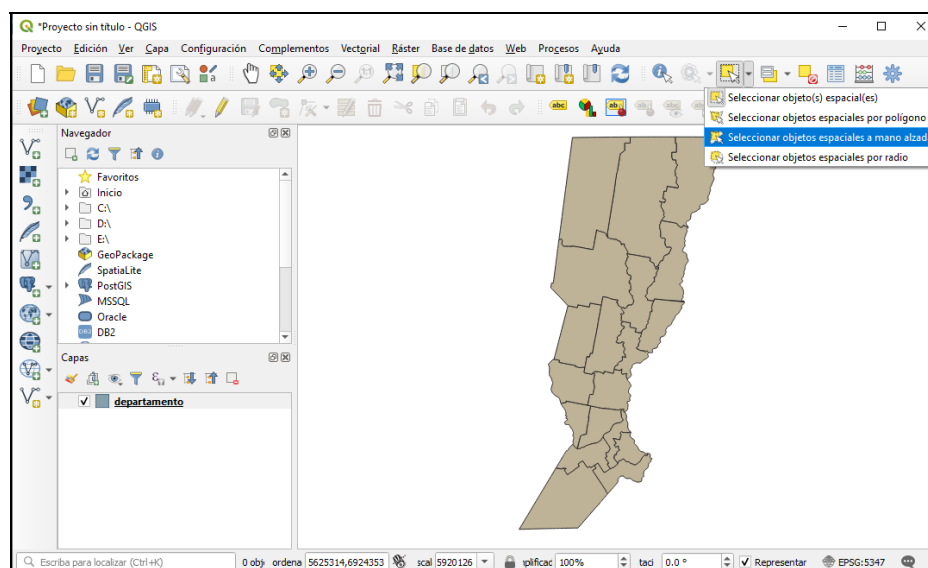 *Proyecto sin título - QGIS
Proyecto Edición Ver Capa Configuración Complementos Vectorial Ráster Base de datos Web Procesos Ayuda
Seleccionar objeto(s) espacial(es)
Seleccionar objetos espaciales por polígono
Seleccionar objetos espaciales a mano alzad
Seleccionar objetos espaciales por radio
abc
Navegador
Favoritos
Inicio
C:\
D:\
E:\
GeoPackage
SpatiaLite
PostGIS
MSSQL
Oracle
DB2
Capas
departamento
Escriba para localizar (Ctrl+K) 0 obj ordena 5625314,6924353 scal 5920126 plificac 100% taci 0.0 ° Representar EPSG:5347